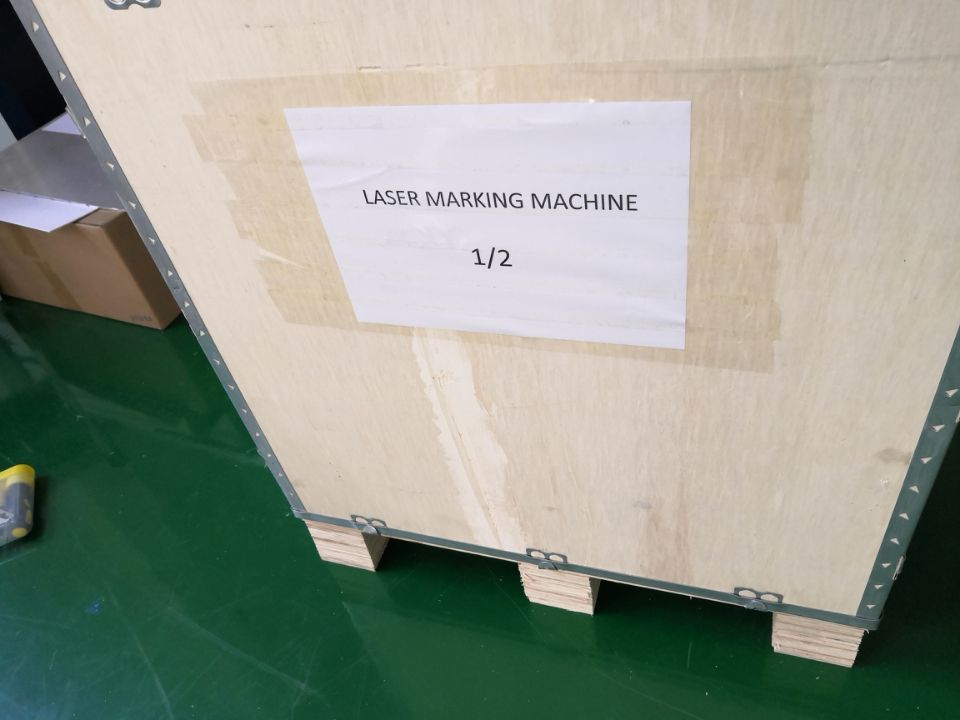 LASER MARKING MACHINE
1/2